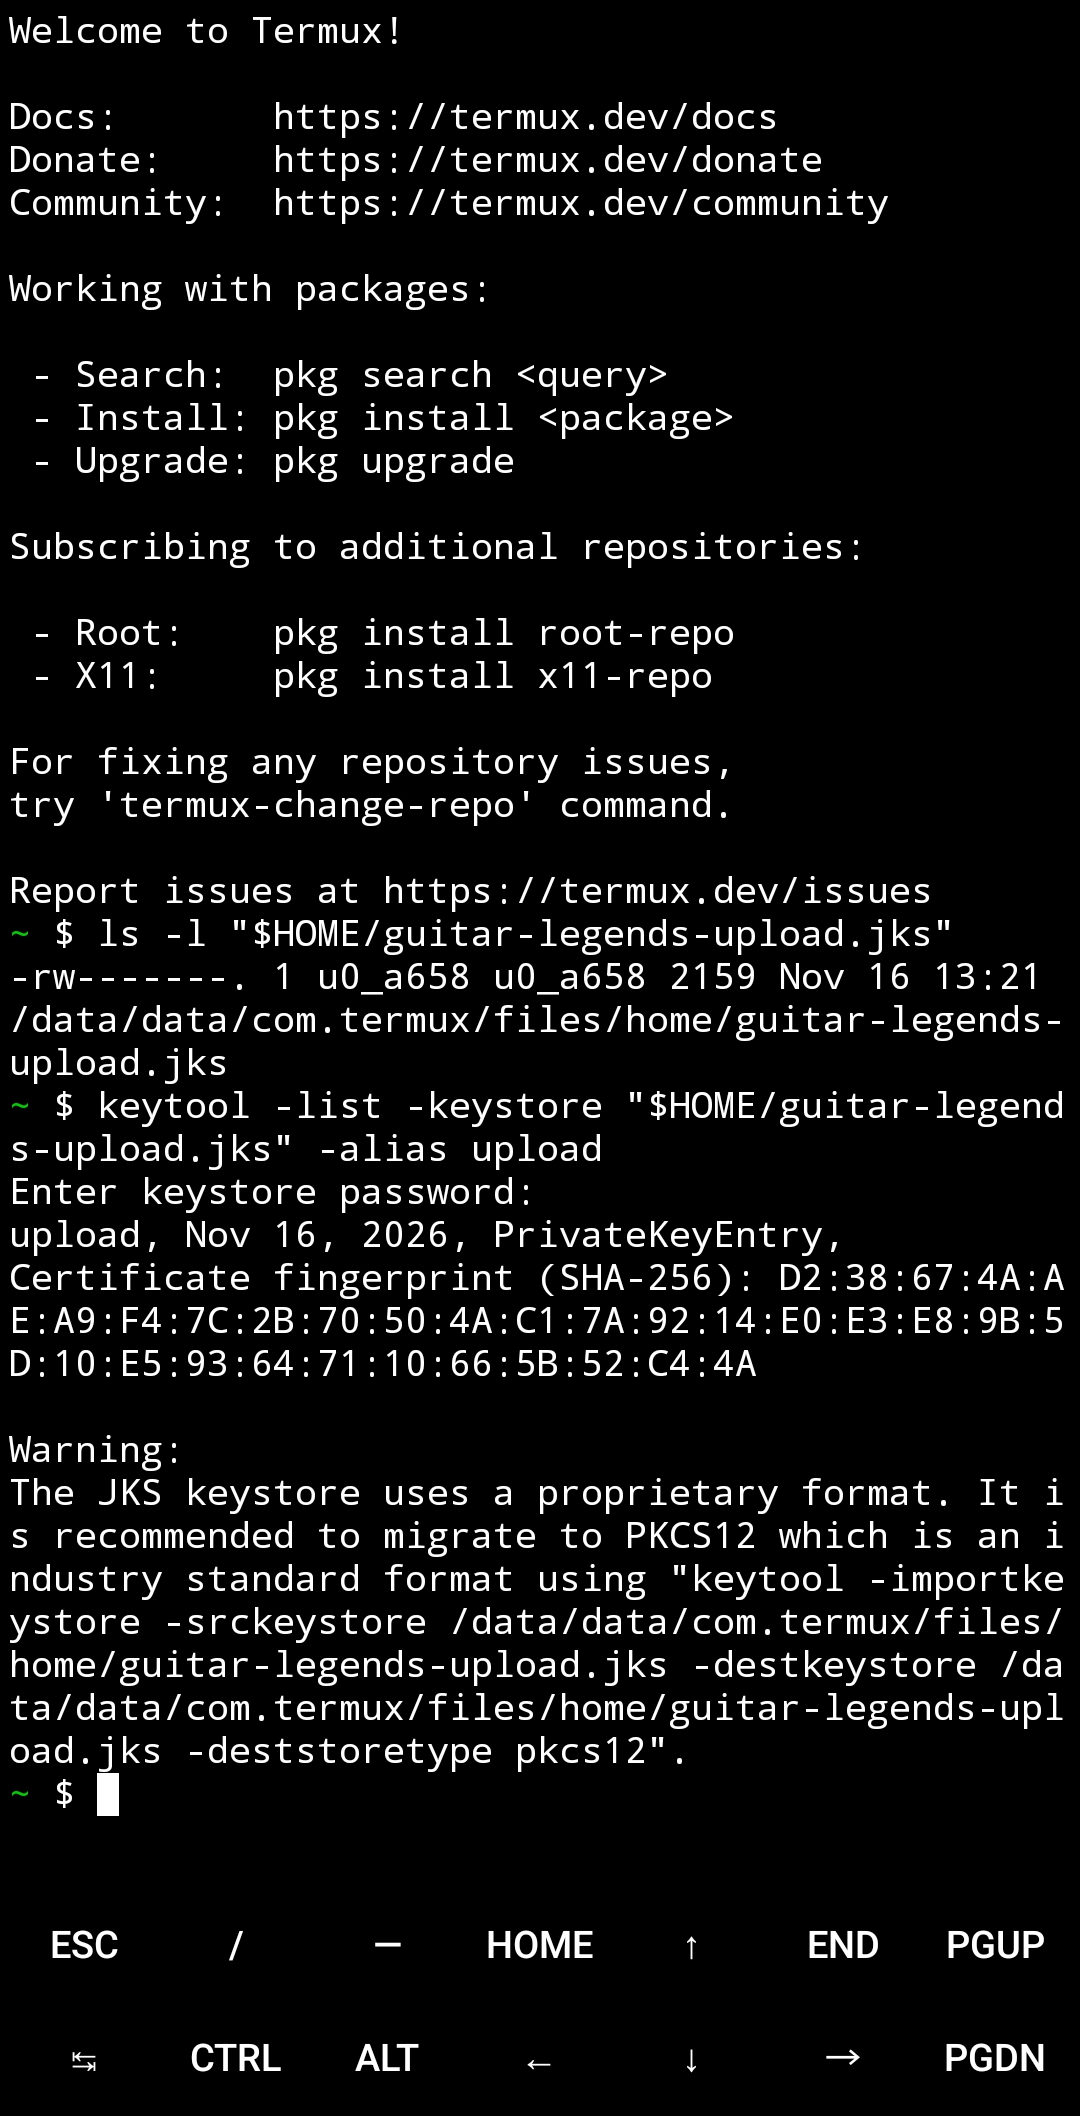 Welcome to Termux!
Docs:       https://termux.dev/docs
Donate:     https://termux.dev/donate
Community:  https://termux.dev/community
Working with packages:
 - Search:  pkg search <query>
 - Install: pkg install <package>
 - Upgrade: pkg upgrade
Subscribing to additional repositories:
 - Root:    pkg install root-repo
 - X11:     pkg install x11-repo
For fixing any repository issues,
try 'termux-change-repo' command.
Report issues at https://termux.dev/issues
~ $ ls -l "$HOME/guitar-legends-upload.jks"
-rw-------. 1 u0_a658 u0_a658 2159 Nov 16 13:21
/data/data/com.termux/files/home/guitar-legends-
upload.jks
~ $ keytool -list -keystore "$HOME/guitar-legend
s-upload.jks" -alias upload
Enter keystore password:
upload, Nov 16, 2026, PrivateKeyEntry,
Certificate fingerprint (SHA-256): D2:38:67:4A:A
E:A9:F4:7C:2B:70:50:4A:C1:7A:92:14:E0:E3:E8:9B:5
D:10:E5:93:64:71:10:66:5B:52:C4:4A
Warning:
The JKS keystore uses a proprietary format. It i
s recommended to migrate to PKCS12 which is an i
ndustry standard format using "keytool -importke
ystore -srckeystore /data/data/com.termux/files/
home/guitar-legends-upload.jks -destkeystore /da
ta/data/com.termux/files/home/guitar-legends-upl
oad.jks -deststoretype pkcs12".
~ $
ESC / — HOME ↑ END PGUP
↹ CTRL ALT ← ↓ → PGDN